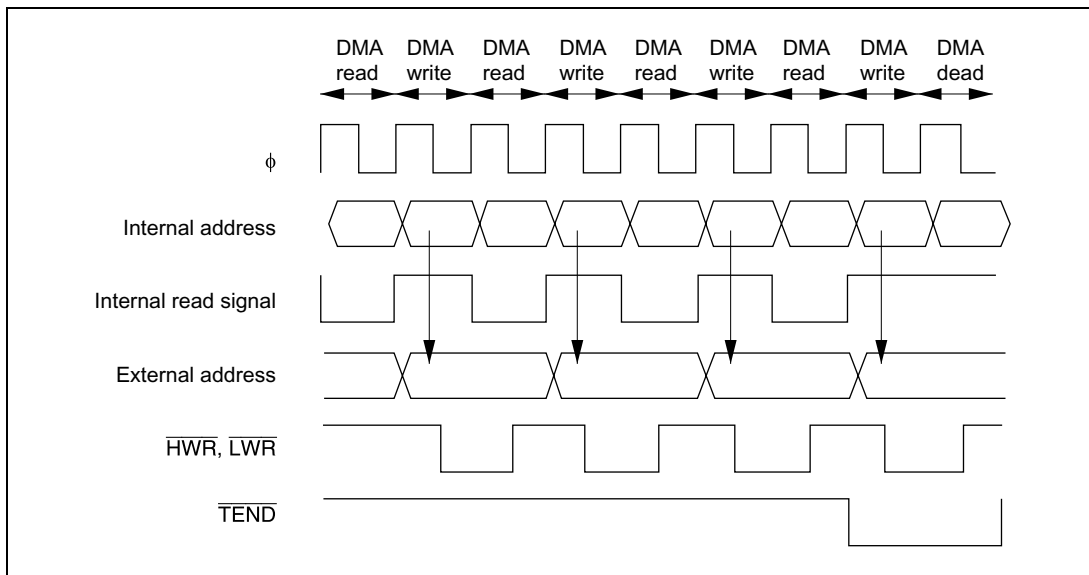 DMA DMA DMA DMA DMA DMA DMA DMA DMA
read write read write read write read write dead
ϕ
Internal address
Internal read signal
External address
HWR, LWR
TEND